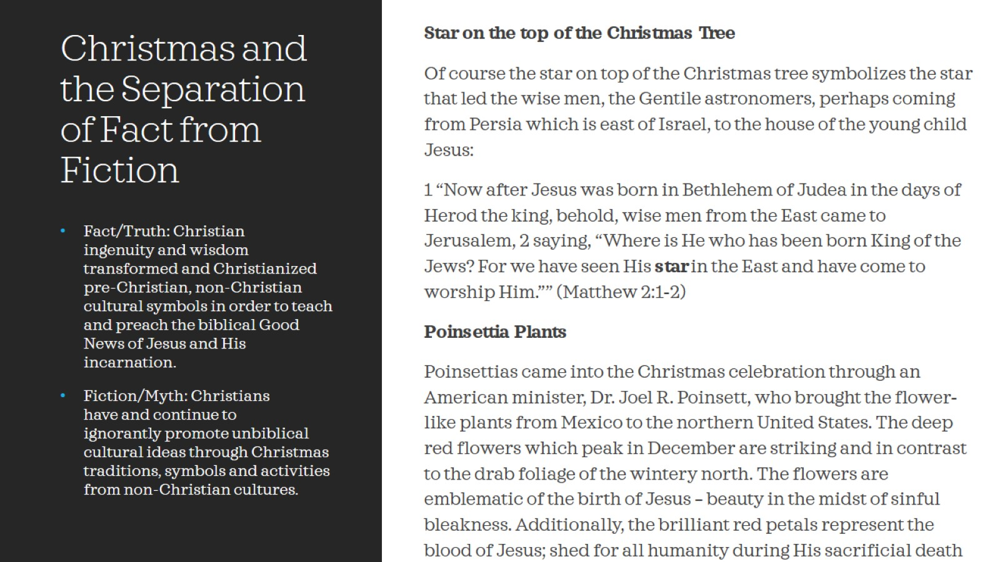 Christmas and
the Separation
of Fact from
Fiction
• Fact/Truth: Christian
ingenuity and wisdom
transformed and Christianized
pre-Christian, non-Christian
cultural symbols in order to teach
and preach the biblical Good
News of Jesus and His
incarnation.
• Fiction/Myth: Christians
have and continue to
ignorantly promote unbiblical
cultural ideas through Christmas
traditions, symbols and activities
from non-Christian cultures.
Star on the top of the Christmas Tree
Of course the star on top of the Christmas tree symbolizes the star
that led the wise men, the Gentile astronomers, perhaps coming
from Persia which is east of Israel, to the house of the young child
Jesus:
1 “Now after Jesus was born in Bethlehem of Judea in the days of
Herod the king, behold, wise men from the East came to
Jerusalem, 2 saying, “Where is He who has been born King of the
Jews? For we have seen His star in the East and have come to
worship Him.”” (Matthew 2:1-2)
Poinsettia Plants
Poinsettias came into the Christmas celebration through an
American minister, Dr. Joel R. Poinsett, who brought the flower-
like plants from Mexico to the northern United States. The deep
red flowers which peak in December are striking and in contrast
to the drab foliage of the wintery north. The flowers are
emblematic of the birth of Jesus – beauty in the midst of sinful
bleakness. Additionally, the brilliant red petals represent the
blood of Jesus; shed for all humanity during His sacrificial death